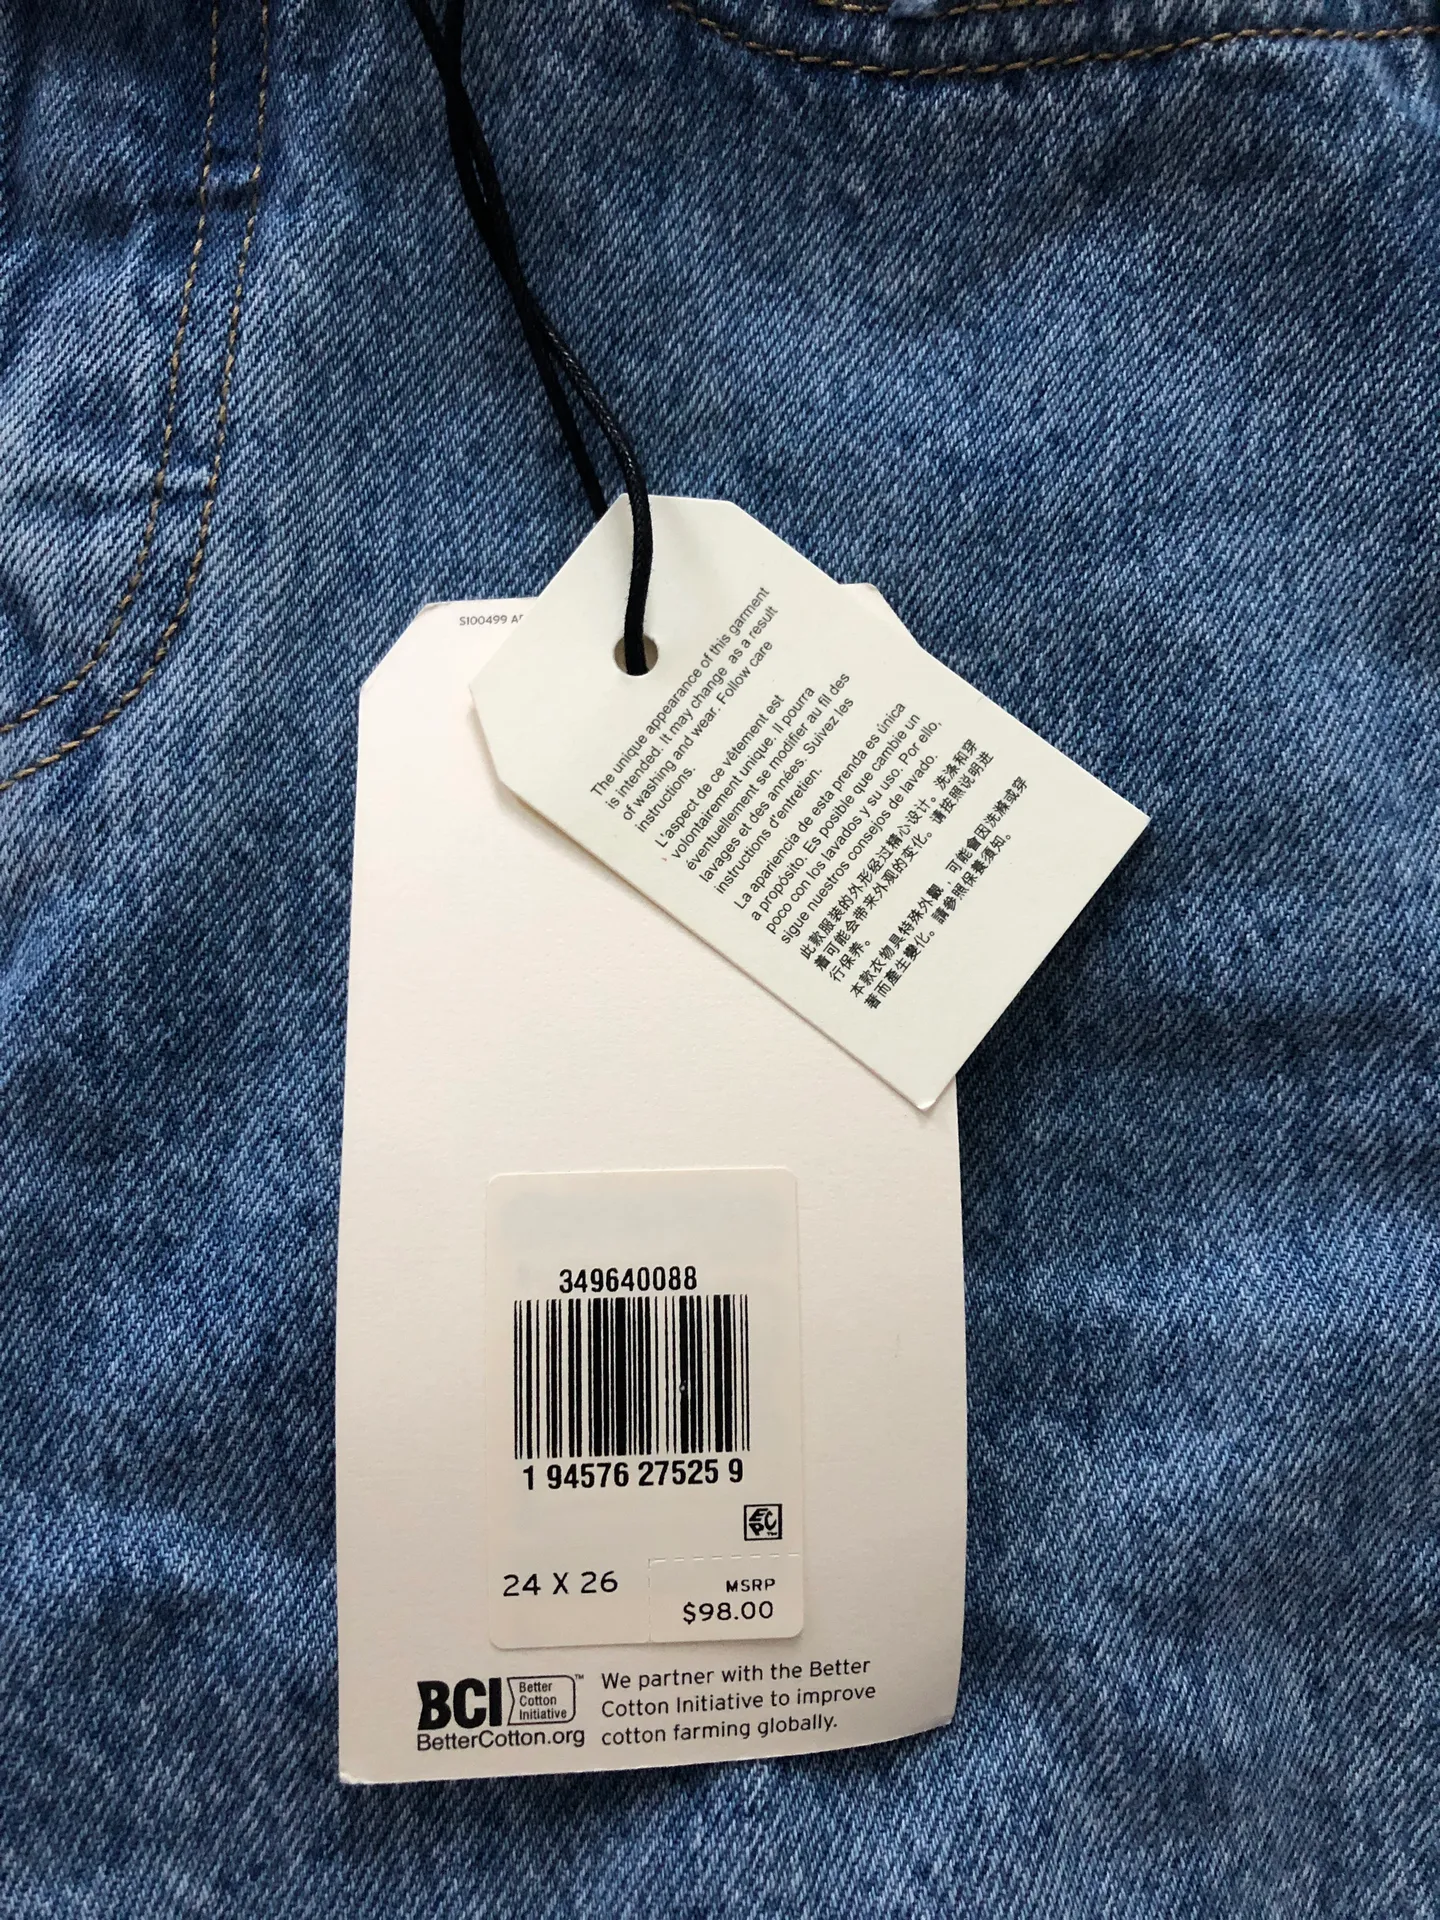 S100499
The unique appearance of this garment
is intended. It may change as a result
of washing and wear. Follow care
instructions.
L'aspect de ce vêtement est
volontairement unique. Il pourra
éventuellement se modifier au fil des
lavages et des années. Suivez les
instructions d'entretien.
La apariencia de esta prenda es única
a propósito. Es posible que cambie un
poco con los lavados y su uso. Por ello,
sigue nuestros consejos de lavado.
此款服装的外形经过精心设计。洗涤和穿
着可能会带来外观的变化。请按照说明进
行保养。
本款衣物具特殊外觀，可能會因洗滌或穿
著而產生變化。請參照保養須知。
349640088
1 94576 27525 9
EPC
24 X 26
MSRP
$98.00
BCI Better
Cotton
Initiative™
BetterCotton.org
We partner with the Better
Cotton Initiative to improve
cotton farming globally.